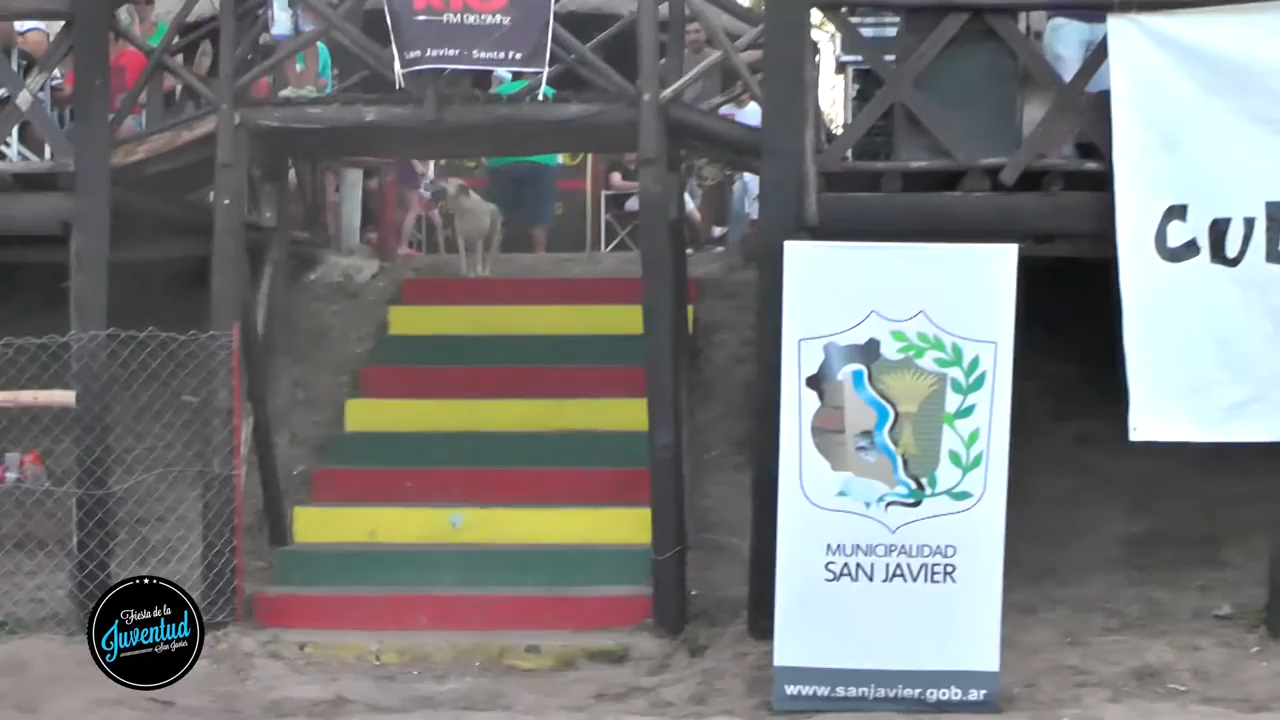 RIO
FM 96.5Mhz
San Javier - Santa Fe
MUNICIPALIDAD
SAN JAVIER
www.sanjavier.gob.ar
Fiesta de la
Juventud
San Javier